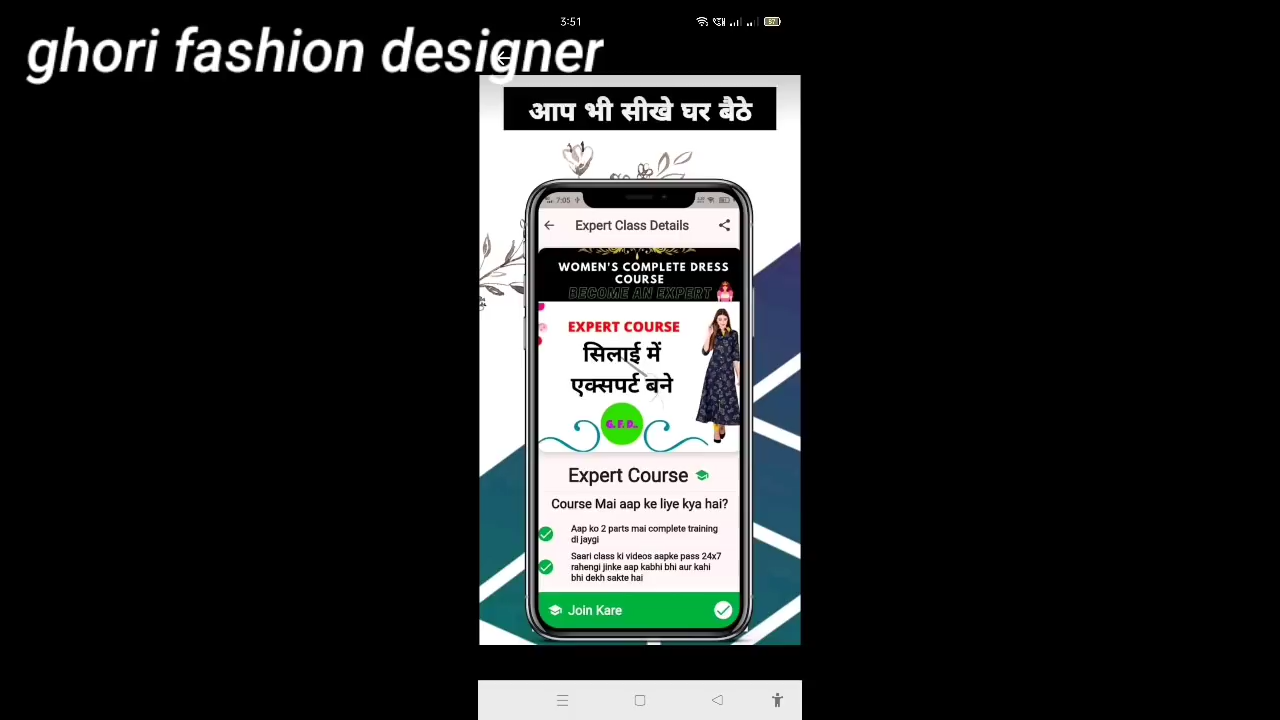 3:51
57
ghori fashion designer
आप भी सीखे घर बैठे
7:05
Expert Class Details
WOMEN'S COMPLETE DRESS
COURSE
BECOME AN EXPERT
EXPERT COURSE
सिलाई में
एक्सपर्ट बने
G. F. D..
Expert Course
Course Mai aap ke liye kya hai?
Aap ko 2 parts mai complete training
di jaygi
Saari class ki videos aapke pass 24x7
rahengi jinke aap kabhi bhi aur kahi
bhi dekh sakte hai
Join Kare